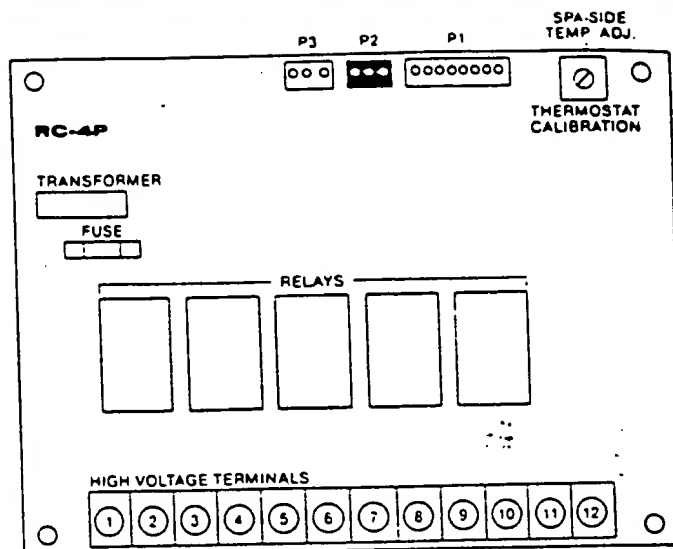 SPA-SIDE
TEMP ADJ.
P3 P2 P1
THERMOSTAT
CALIBRATION
RC-4P
TRANSFORMER
FUSE
RELAYS
HIGH VOLTAGE TERMINALS
1 2 3 4 5 6 7 8 9 10 11 12